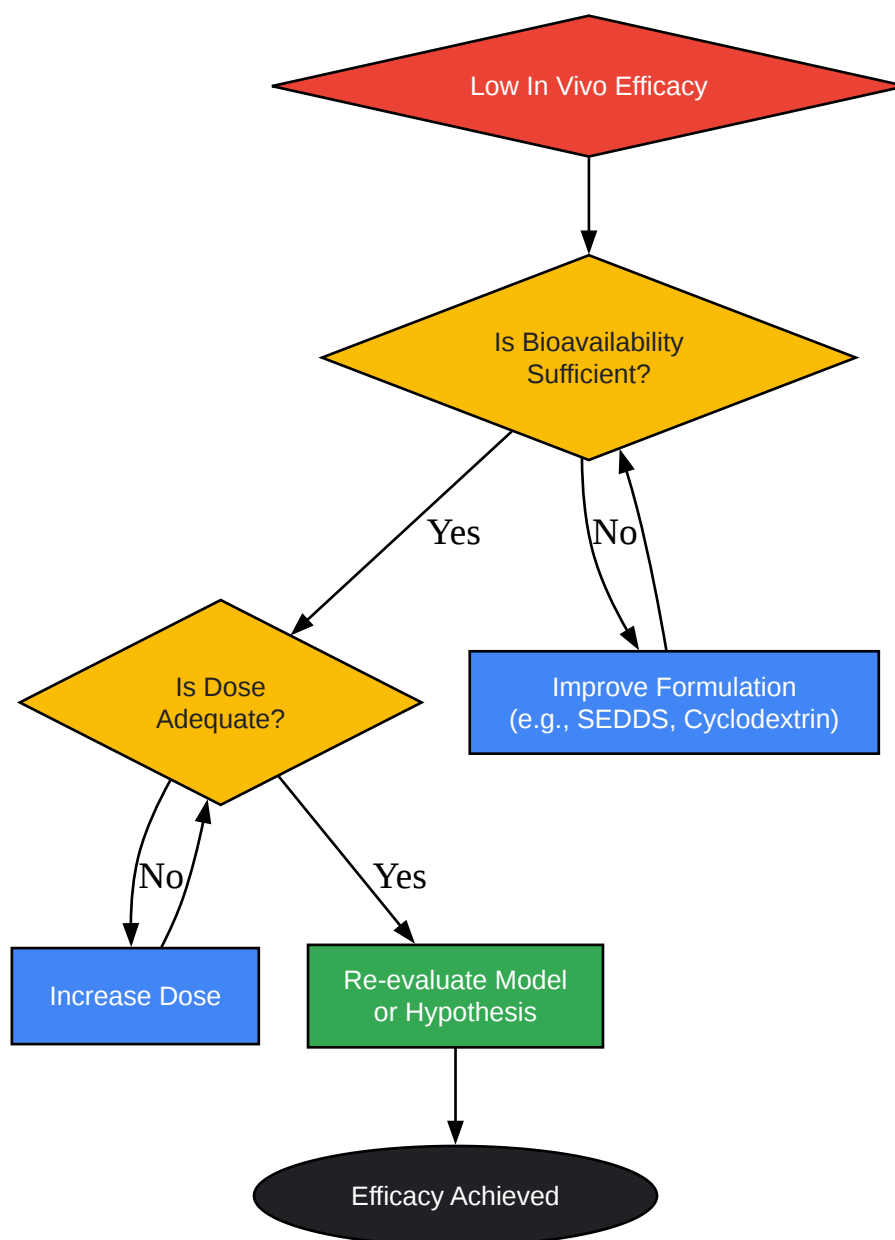 Low In Vivo Efficacy
Is Bioavailability
Sufficient?
Yes
No
Is Dose
Adequate?
Improve Formulation
(e.g., SEDDS, Cyclodextrin)
No
Yes
Increase Dose
Re-evaluate Model
or Hypothesis
Efficacy Achieved